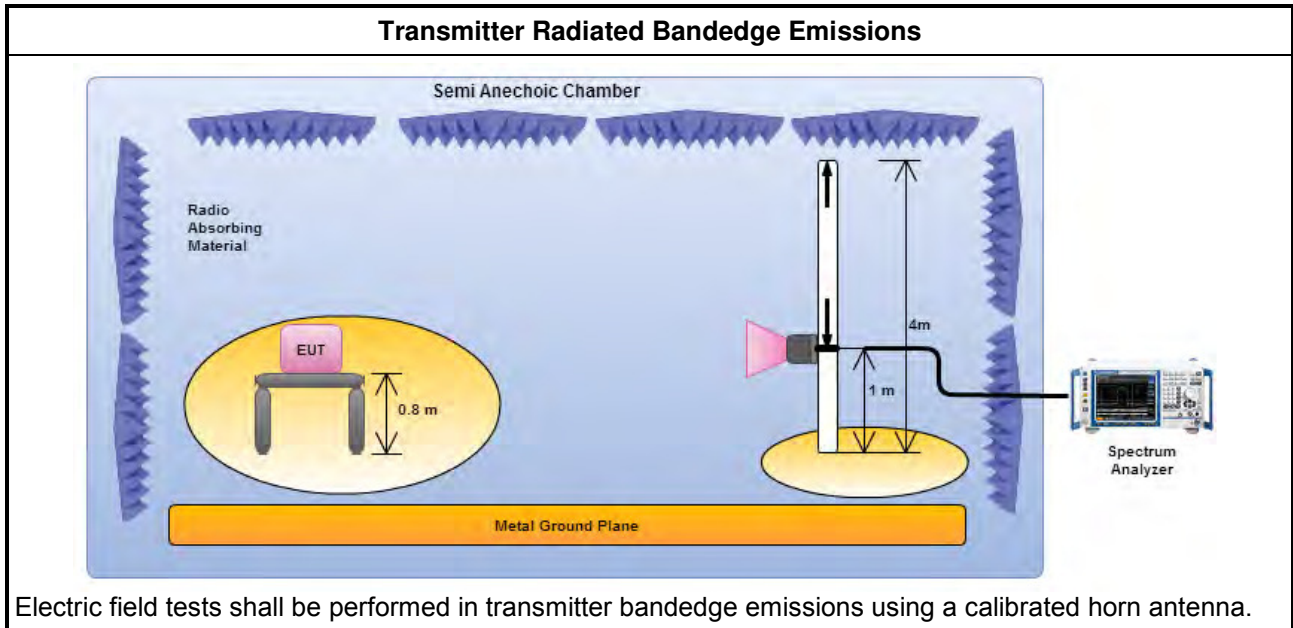 Transmitter Radiated Bandedge Emissions
Semi Anechoic Chamber
Radio
Absorbing
Material
EUT
0.8 m
4m
1 m
Spectrum
Analyzer
Metal Ground Plane
Electric field tests shall be performed in transmitter bandedge emissions using a calibrated horn antenna.